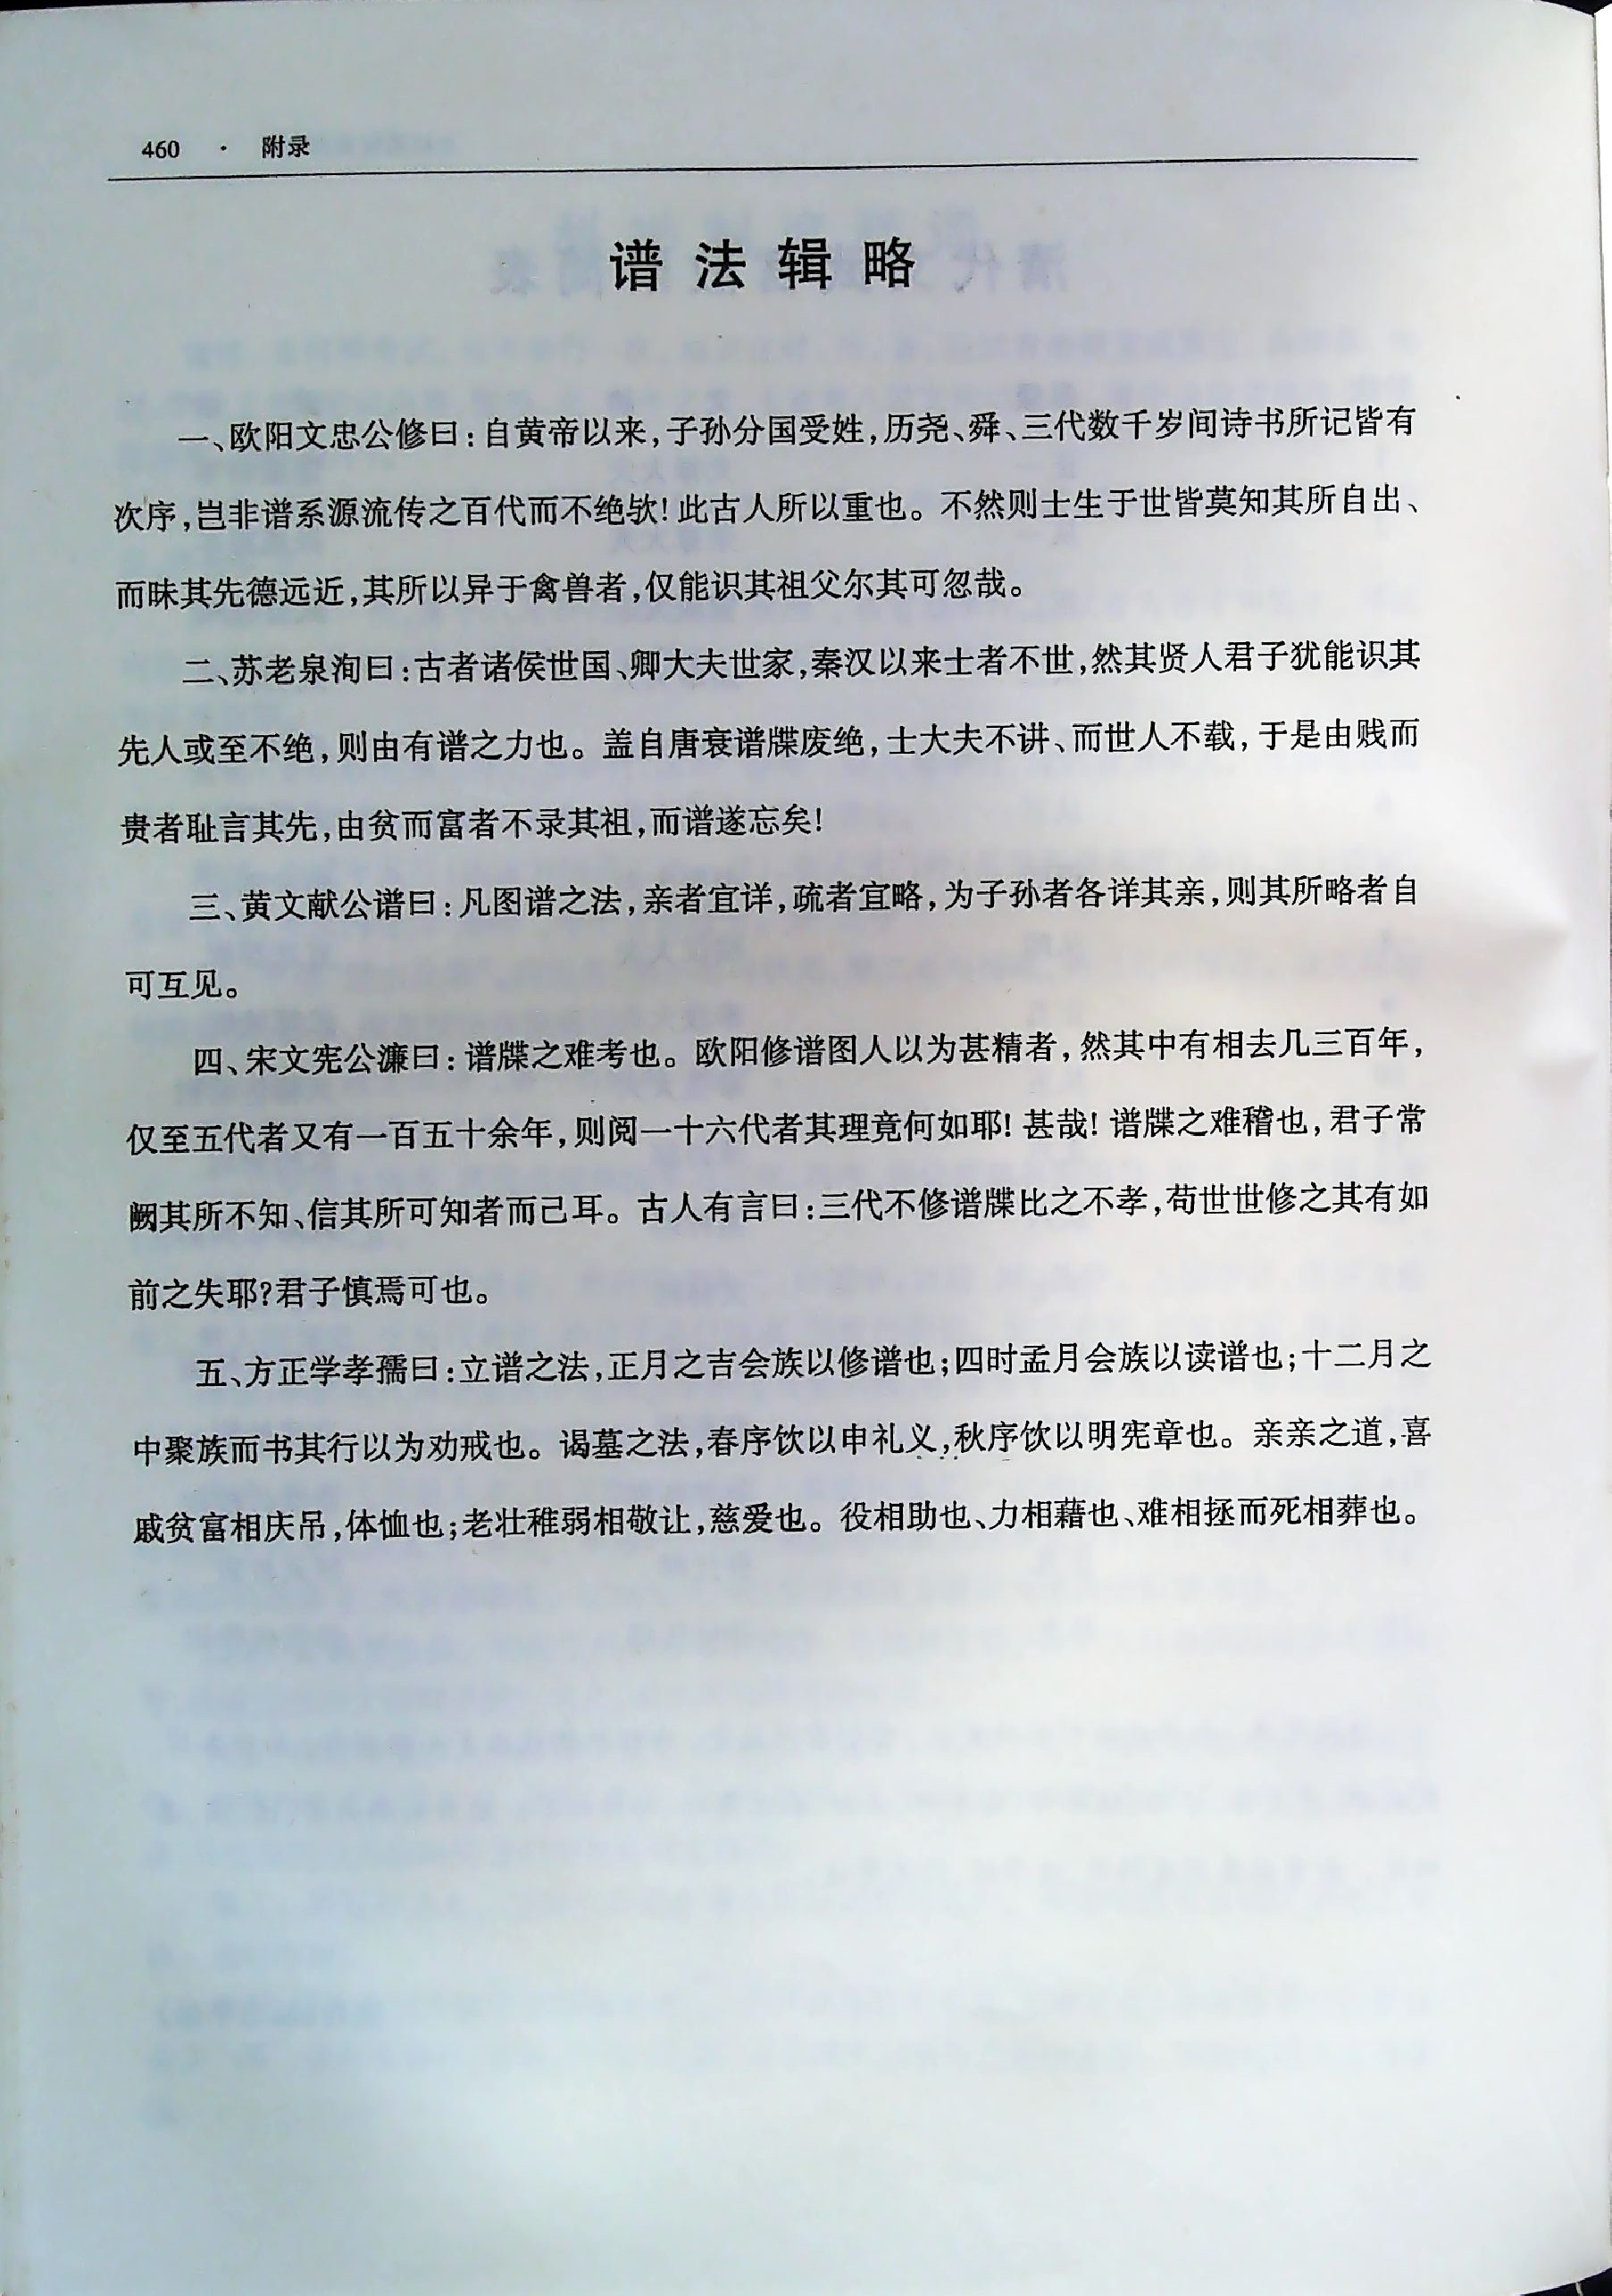 460 · 附录
谱法辑略
一、欧阳文忠公修曰：自黄帝以来，子孙分国受姓，历尧、舜、三代数千岁间诗书所记皆有
次序，岂非谱系源流传之百代而不绝欤！此古人所以重也。不然则士生于世皆莫知其所自出、
而昧其先德远近，其所以异于禽兽者，仅能识其祖父尔其可忽哉。
二、苏老泉洵曰：古者诸侯世国、卿大夫世家，秦汉以来士者不世，然其贤人君子犹能识其
先人或至不绝，则由有谱之力也。盖自唐衰谱牒废绝，士大夫不讲、而世人不载，于是由贱而
贵者耻言其先，由贫而富者不录其祖，而谱遂忘矣！
三、黄文献公谱曰：凡图谱之法，亲者宜详，疏者宜略，为子孙者各详其亲，则其所略者自
可互见。
四、宋文宪公濂曰：谱牒之难考也。欧阳修谱图人以为甚精者，然其中有相去几三百年，
仅至五代者又有一百五十余年，则阅一十六代者其理竟何如耶！甚哉！谱牒之难稽也，君子常
阙其所不知、信其所可知者而己耳。古人有言曰：三代不修谱牒比之不孝，苟世世修之其有如
前之失耶？君子慎焉可也。
五、方正学孝孺曰：立谱之法，正月之吉会族以修谱也；四时孟月会族以读谱也；十二月之
中聚族而书其行以为劝戒也。谒墓之法，春序饮以申礼义，秋序饮以明宪章也。亲亲之道，喜
戚贫富相庆吊，体恤也；老壮稚弱相敬让，慈爱也。役相助也、力相藉也、难相拯而死相葬也。